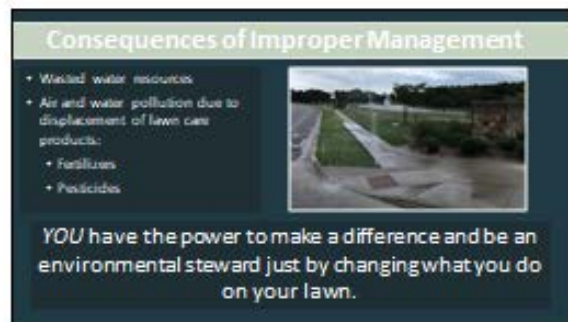 Consequences of Improper Management
• Wasted water resources
• Air and water pollution due to
displacement of lawn care
products:
• Fertilizers
• Pesticides
YOU have the power to make a difference and be an
environmental steward just by changing what you do
on your lawn.